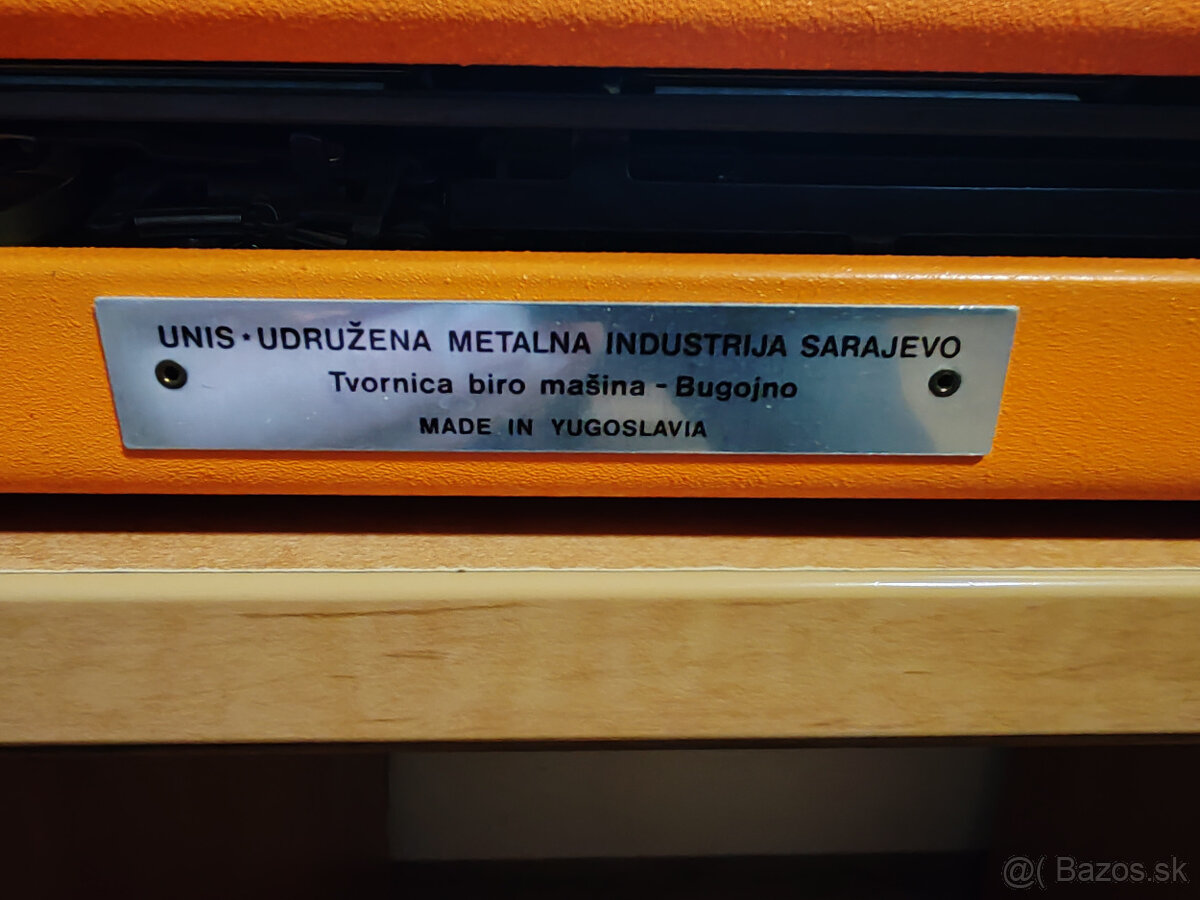 UNIS • UDRUŽENA METALNA INDUSTRIJA SARAJEVO
Tvornica biro mašina - Bugojno
MADE IN YUGOSLAVIA
@( Bazos.sk